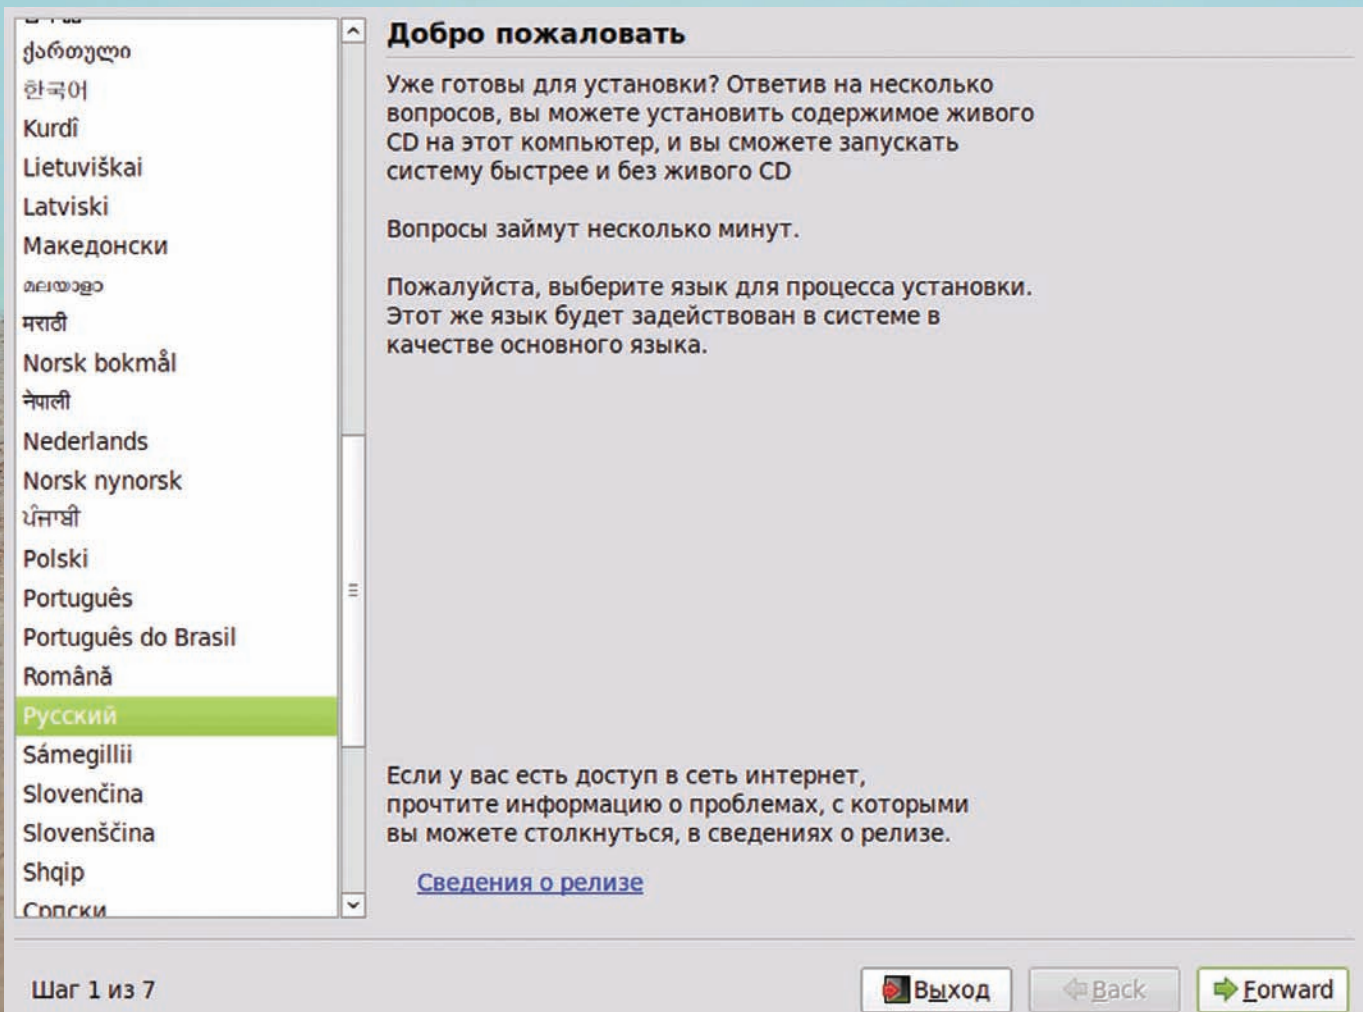 ქართული
한국어
Kurdî
Lietuviškai
Latviski
Македонски
മലയാളം
मराठी
Norsk bokmål
नेपाली
Nederlands
Norsk nynorsk
ਪੰਜਾਬੀ
Polski
Português
Português do Brasil
Română
Русский
Sámegillii
Slovenčina
Slovenščina
Shqip
Српски
Добро пожаловать
Уже готовы для установки? Ответив на несколько
вопросов, вы можете установить содержимое живого
CD на этот компьютер, и вы сможете запускать
систему быстрее и без живого CD
Вопросы займут несколько минут.
Пожалуйста, выберите язык для процесса установки.
Этот же язык будет задействован в системе в
качестве основного языка.
Если у вас есть доступ в сеть интернет,
прочтите информацию о проблемах, с которыми
вы можете столкнуться, в сведениях о релизе.
Сведения о релизе
Шаг 1 из 7
Выход
Back
Forward